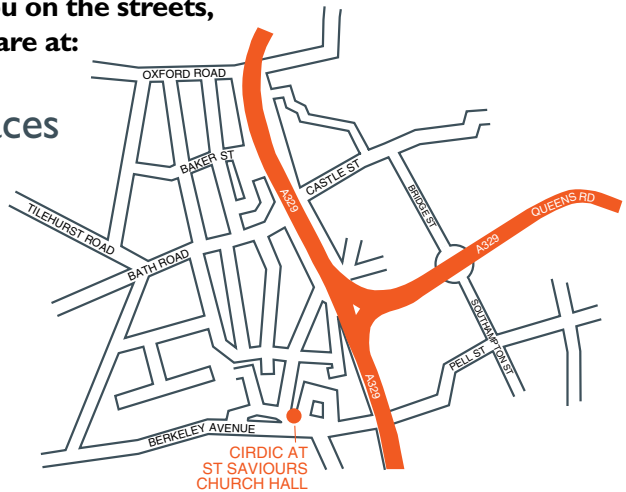 ou on the streets,
are at:
ces
OXFORD ROAD
BAKER ST
CASTLE ST
A329
BRIDGE ST
QUEENS RD
A329
TILEHURST ROAD
BATH ROAD
SOUTHAMPTON ST
PELL ST
A329
BERKELEY AVENUE
CIRDIC AT
ST SAVIOURS
CHURCH HALL